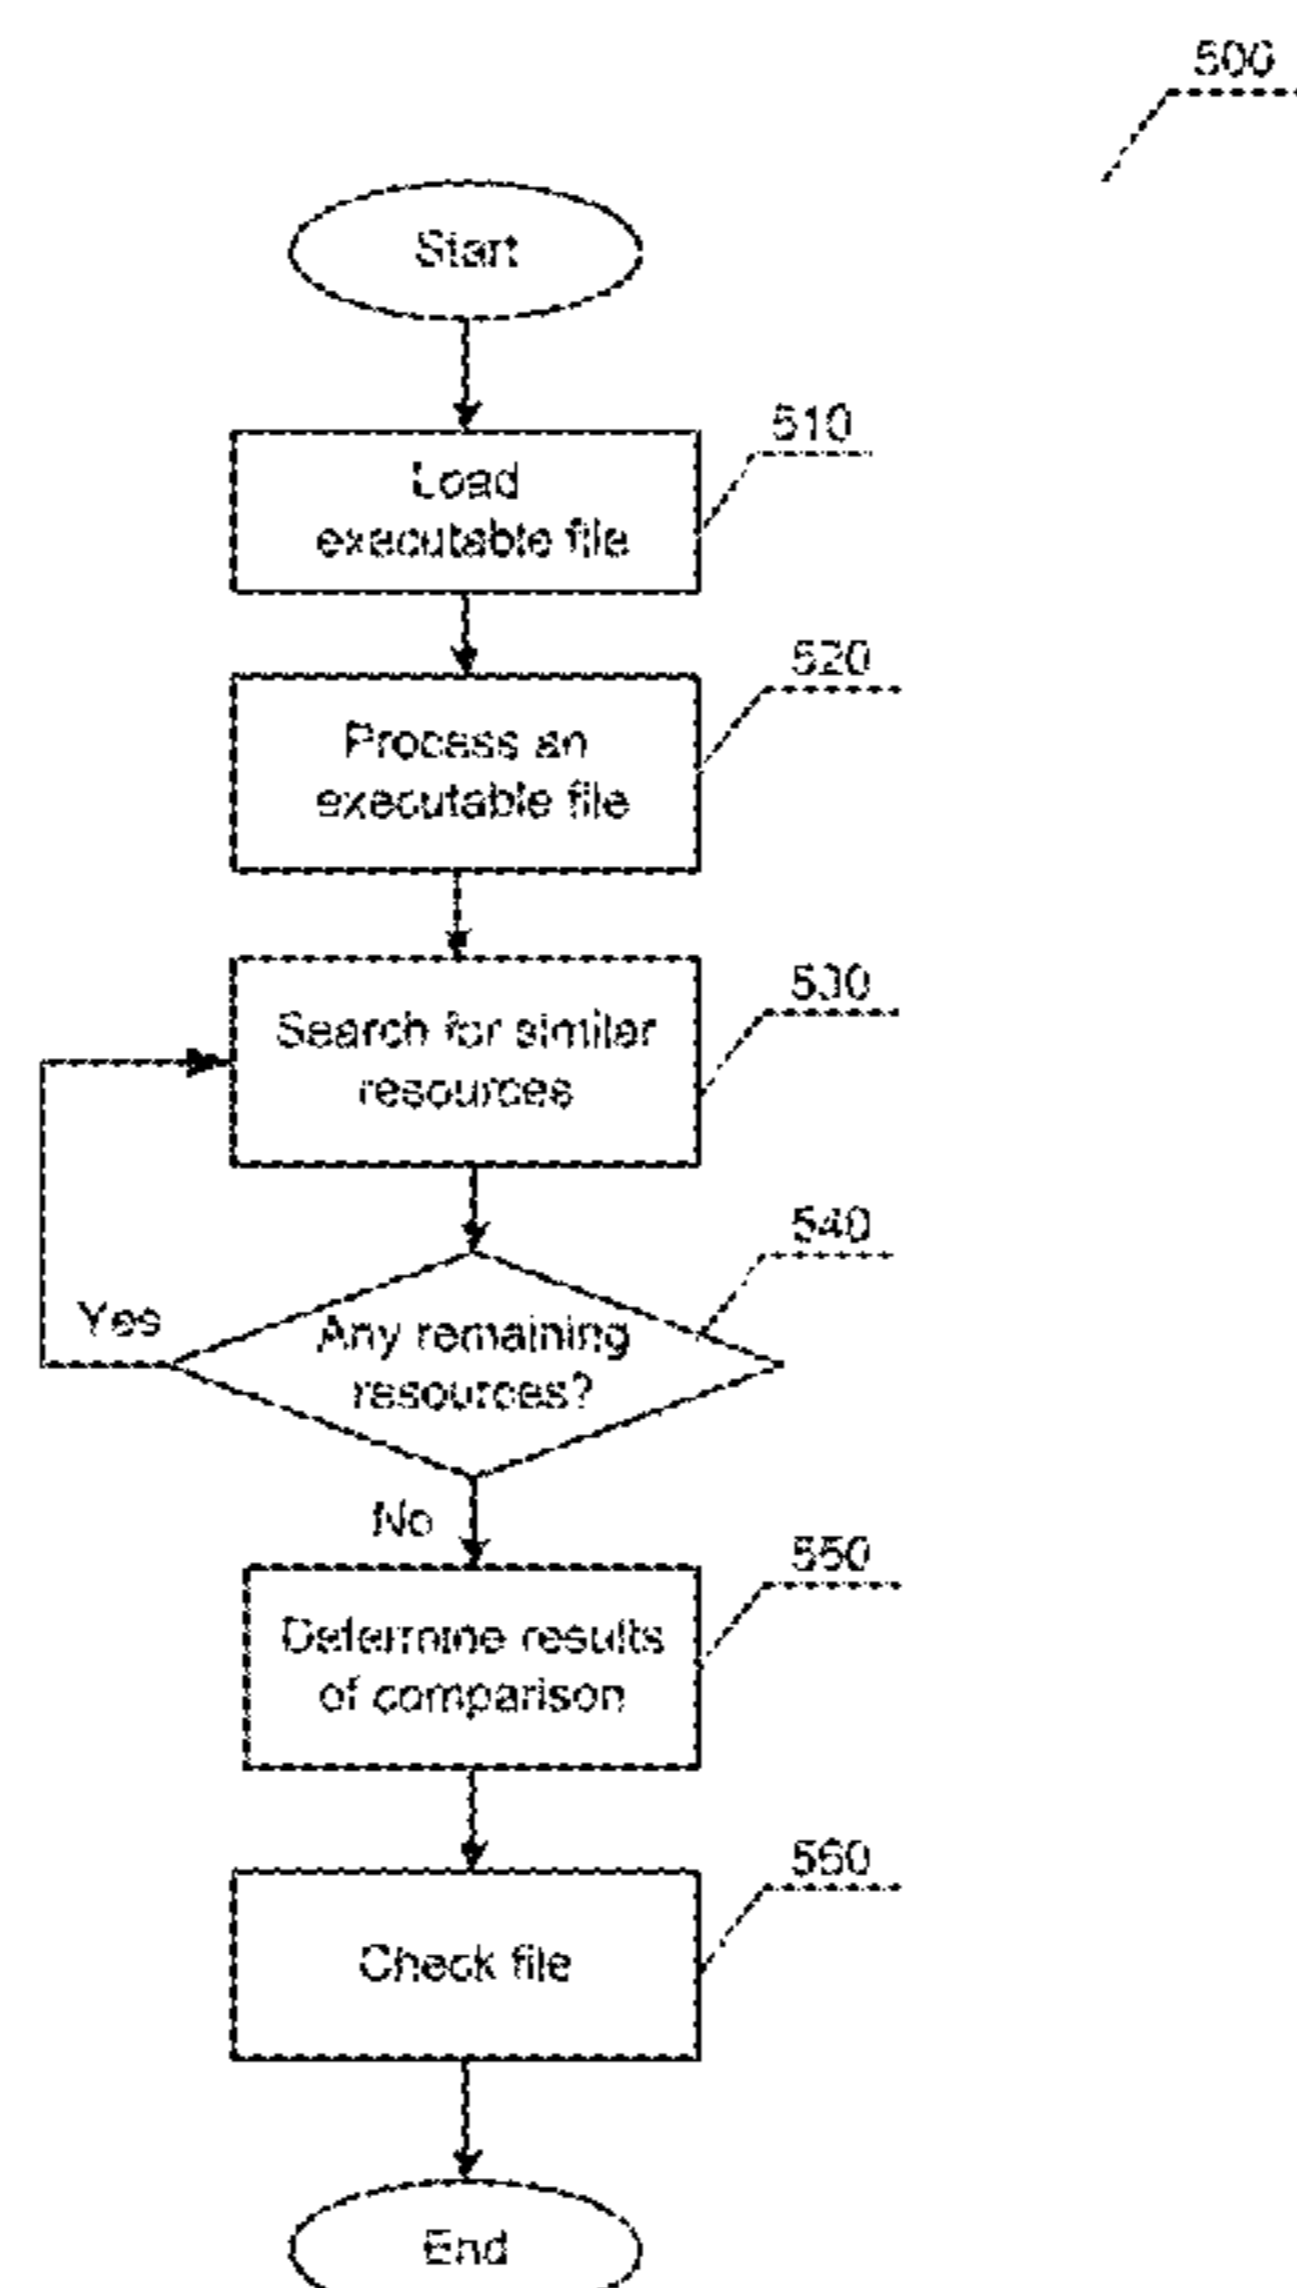 500
Start
510
Load
executable file
520
Process an
executable file
530
Search for similar
resources
540
Yes
Any remaining
resources?
No
550
Determine results
of comparison
560
Check file
End